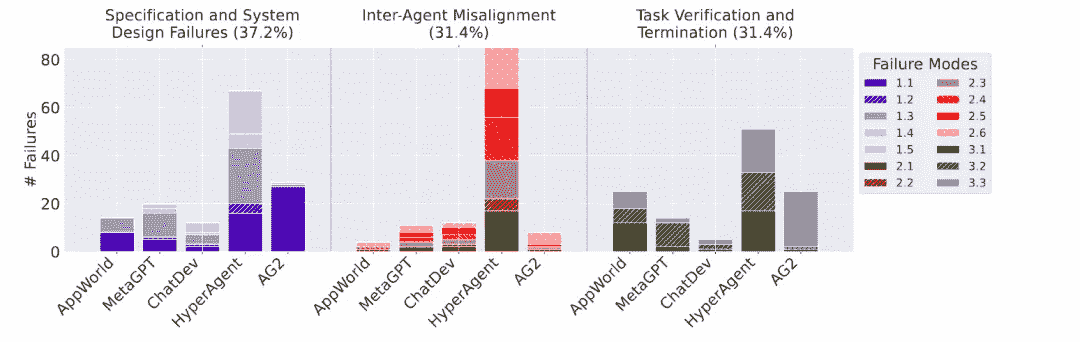 Specification and System
Design Failures (37.2%)
Inter-Agent Misalignment
(31.4%)
Task Verification and
Termination (31.4%)
# Failures
80
60
40
20
0
AppWorld
MetaGPT
ChatDev
HyperAgent
AG2
AppWorld
MetaGPT
ChatDev
HyperAgent
AG2
AppWorld
MetaGPT
ChatDev
HyperAgent
AG2
Failure Modes
1.1 2.3
1.2 2.4
1.3 2.5
1.4 2.6
1.5 3.1
2.1 3.2
2.2 3.3